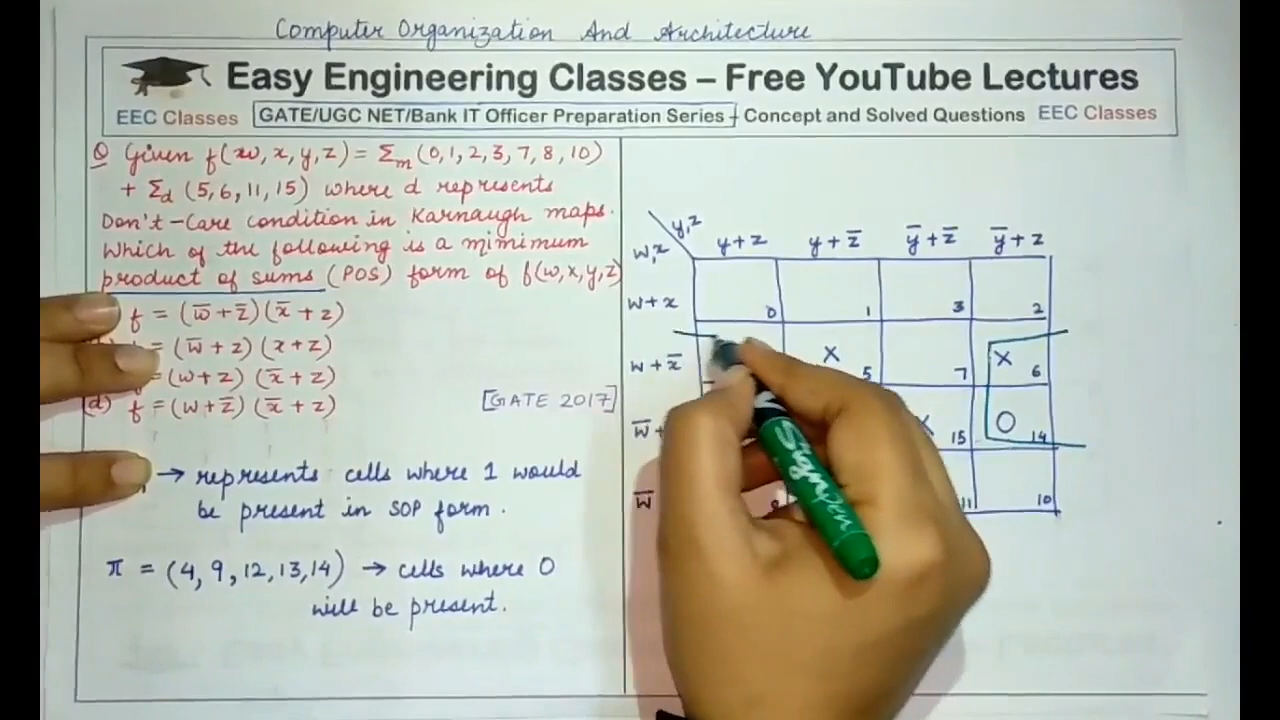 Computer Organization And Architecture
Easy Engineering Classes – Free YouTube Lectures
EEC Classes GATE/UGC NET/Bank IT Officer Preparation Series – Concept and Solved Questions EEC Classes
Q Given f(w,x,y,z) = Σm (0,1,2,3,7,8,10)
+ Σd (5,6,11,15) where d represents
Don't-Care condition in Karnaugh maps.
Which of the following is a mimimum
product of sums (POS) form of f(w,x,y,z)
f = (w̅+z̅)(x̅+z)
= (w̅+z)(x+z)
= (w+z)(x̅+z)
(d) f = (w+z̅)(x̅+z)
[GATE 2017]
→ represents cells where 1 would
be present in SOP form.
π = (4,9,12,13,14) → cells where 0
will be present.
y,z
w,x y+z y+z̅ y̅+z̅ y̅+z
w+x 0 1 3 2
w+x̅ X 5 7 X 6
w̅+ X 15 O 14
w̅ 11 10